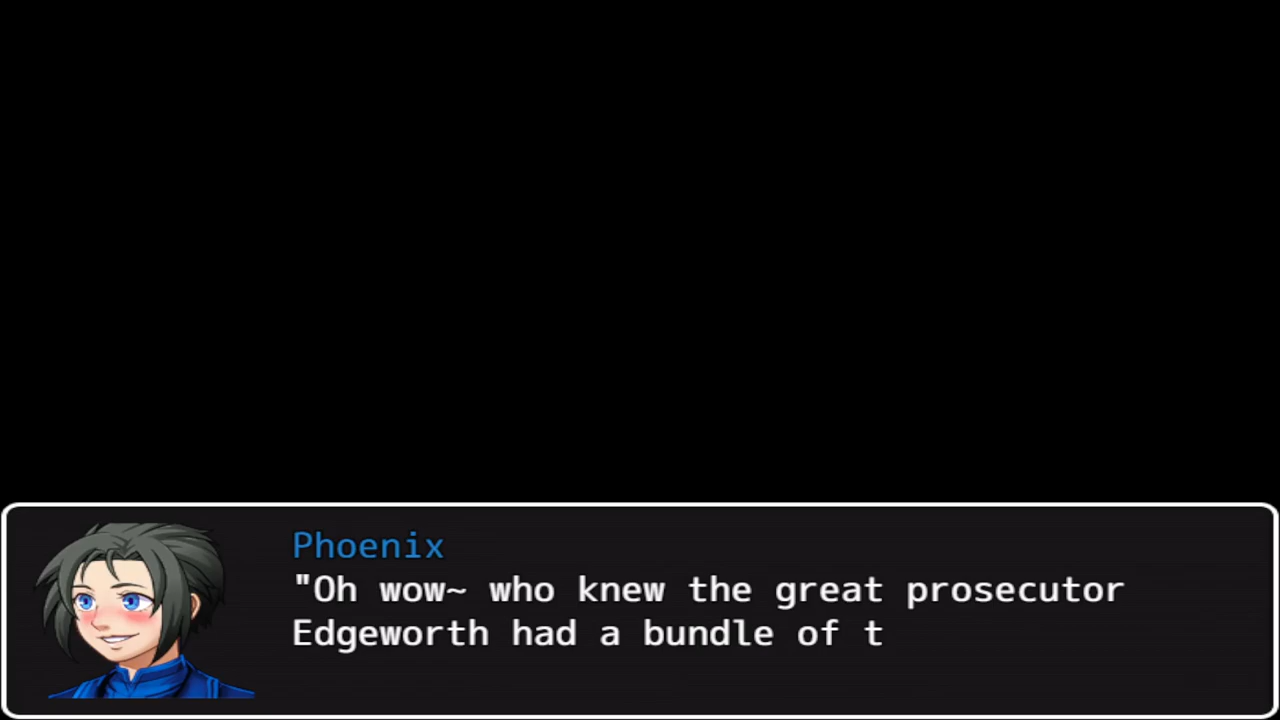 Phoenix
"Oh wow~ who knew the great prosecutor
Edgeworth had a bundle of t